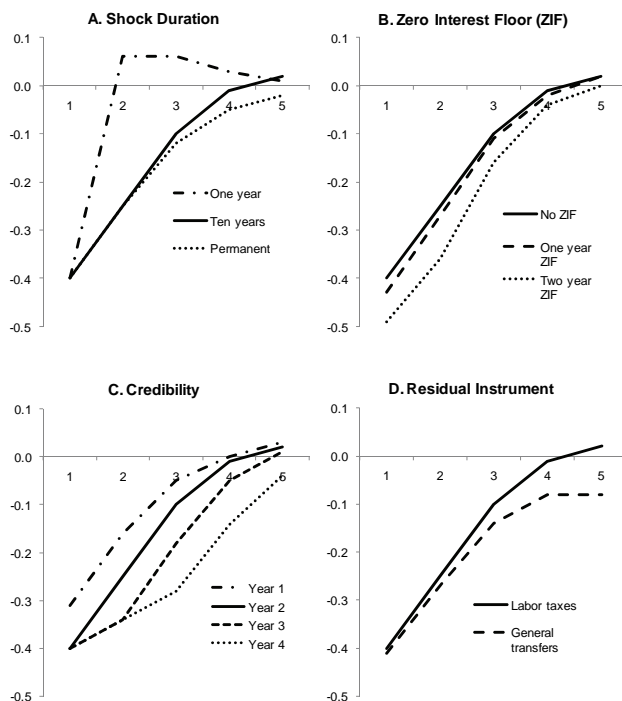 A. Shock Duration
0.1
0.0
-0.1
-0.2
-0.3
-0.4
-0.5
1 2 3 4 5
One year
Ten years
Permanent
B. Zero Interest Floor (ZIF)
0.1
0.0
-0.1
-0.2
-0.3
-0.4
-0.5
1 2 3 4 5
No ZIF
One year
ZIF
Two year
ZIF
C. Credibility
0.1
0.0
-0.1
-0.2
-0.3
-0.4
-0.5
1 2 3 4 5
Year 1
Year 2
Year 3
Year 4
D. Residual Instrument
0.1
0.0
-0.1
-0.2
-0.3
-0.4
-0.5
1 2 3 4 5
Labor taxes
General
transfers